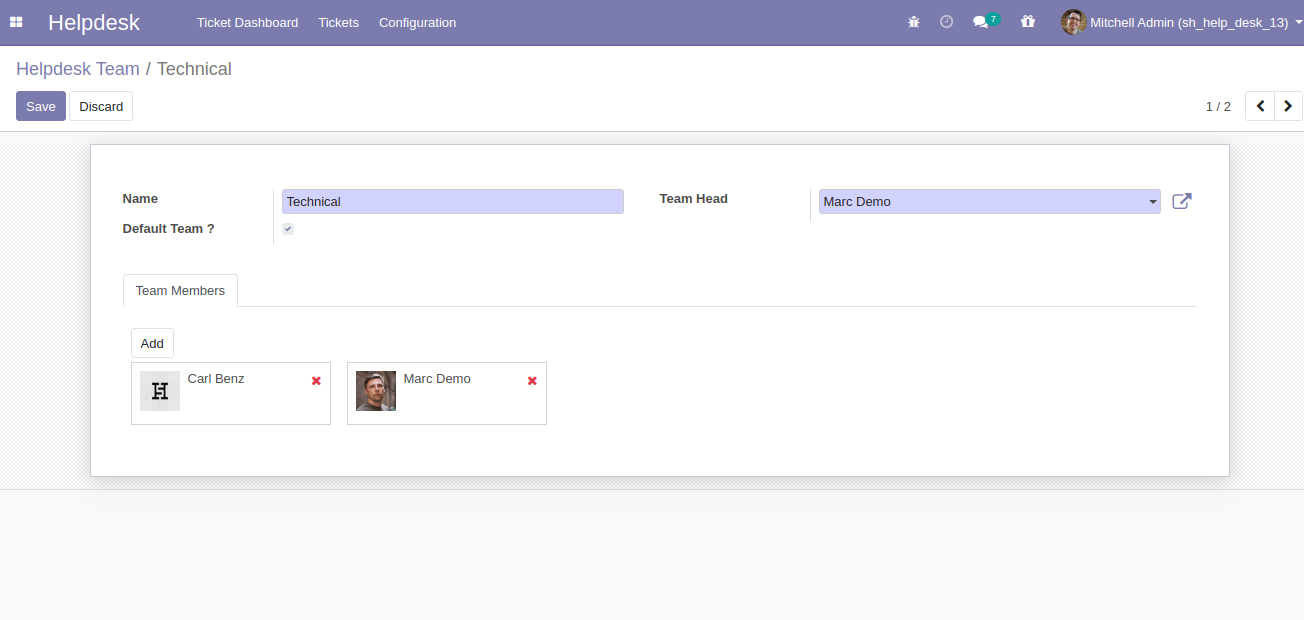 Helpdesk Ticket Dashboard Tickets Configuration 7 Mitchell Admin (sh_help_desk_13)
Helpdesk Team / Technical
Save Discard 1 / 2
Name Technical Team Head Marc Demo
Default Team ?
Team Members
Add
Carl Benz Marc Demo